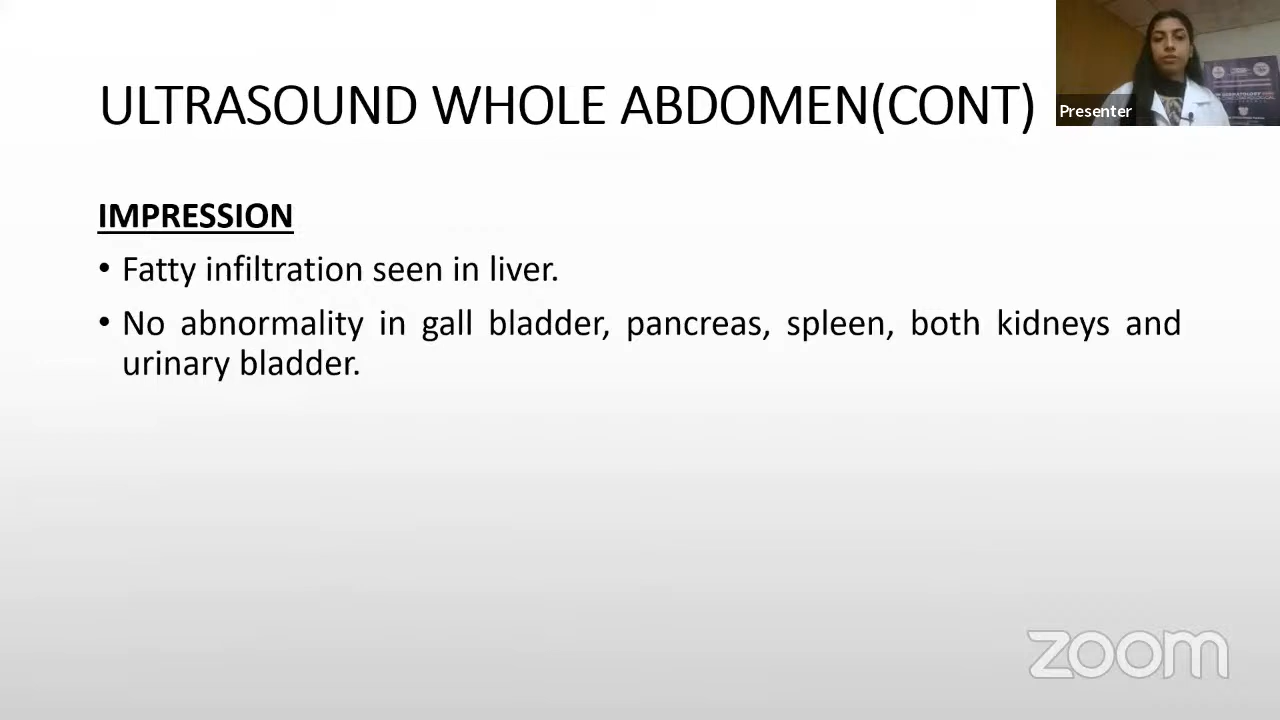 ULTRASOUND WHOLE ABDOMEN(CONT)
Presenter
IMPRESSION
• Fatty infiltration seen in liver.
• No abnormality in gall bladder, pancreas, spleen, both kidneys and
urinary bladder.
zoom